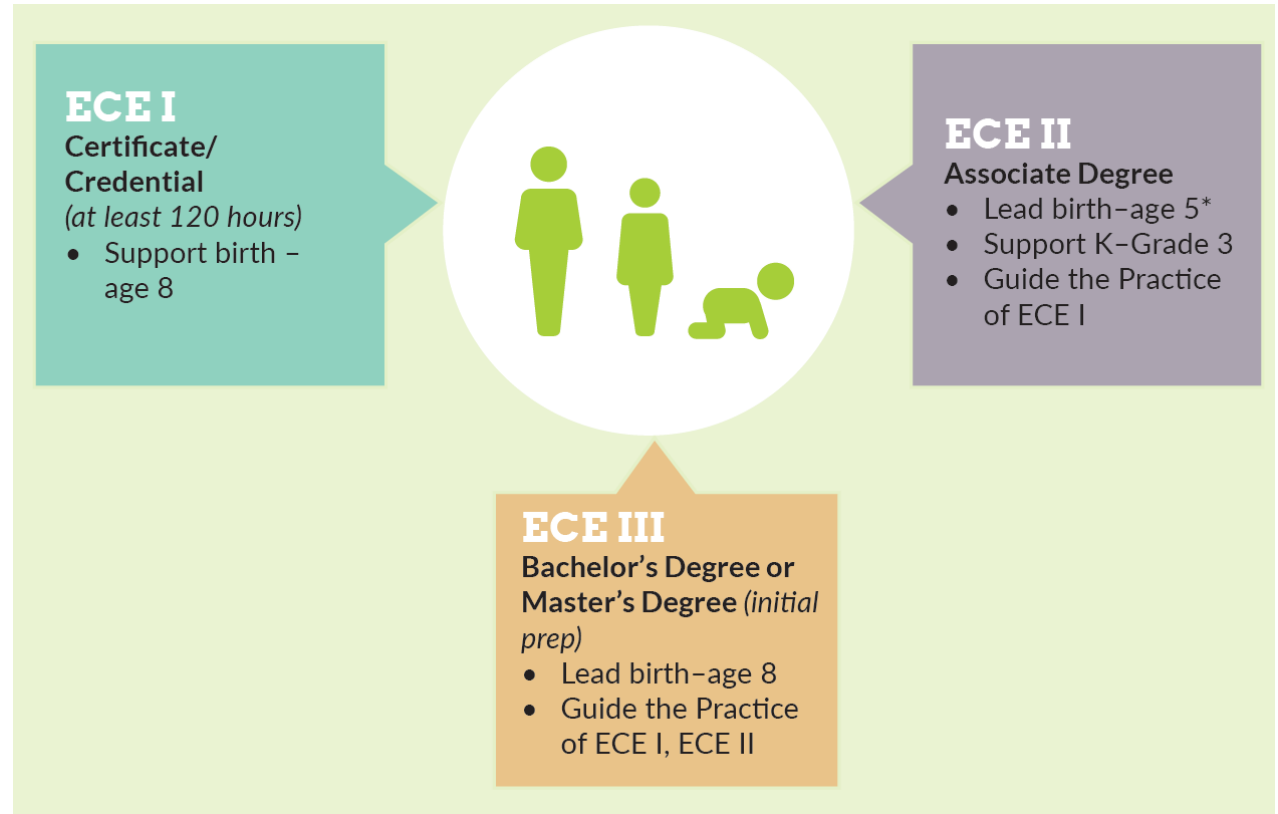 ECE I
Certificate/
Credential
(at least 120 hours)
• Support birth –
age 8
ECE II
Associate Degree
• Lead birth–age 5*
• Support K–Grade 3
• Guide the Practice
of ECE I
ECE III
Bachelor’s Degree or
Master’s Degree (initial
prep)
• Lead birth–age 8
• Guide the Practice
of ECE I, ECE II